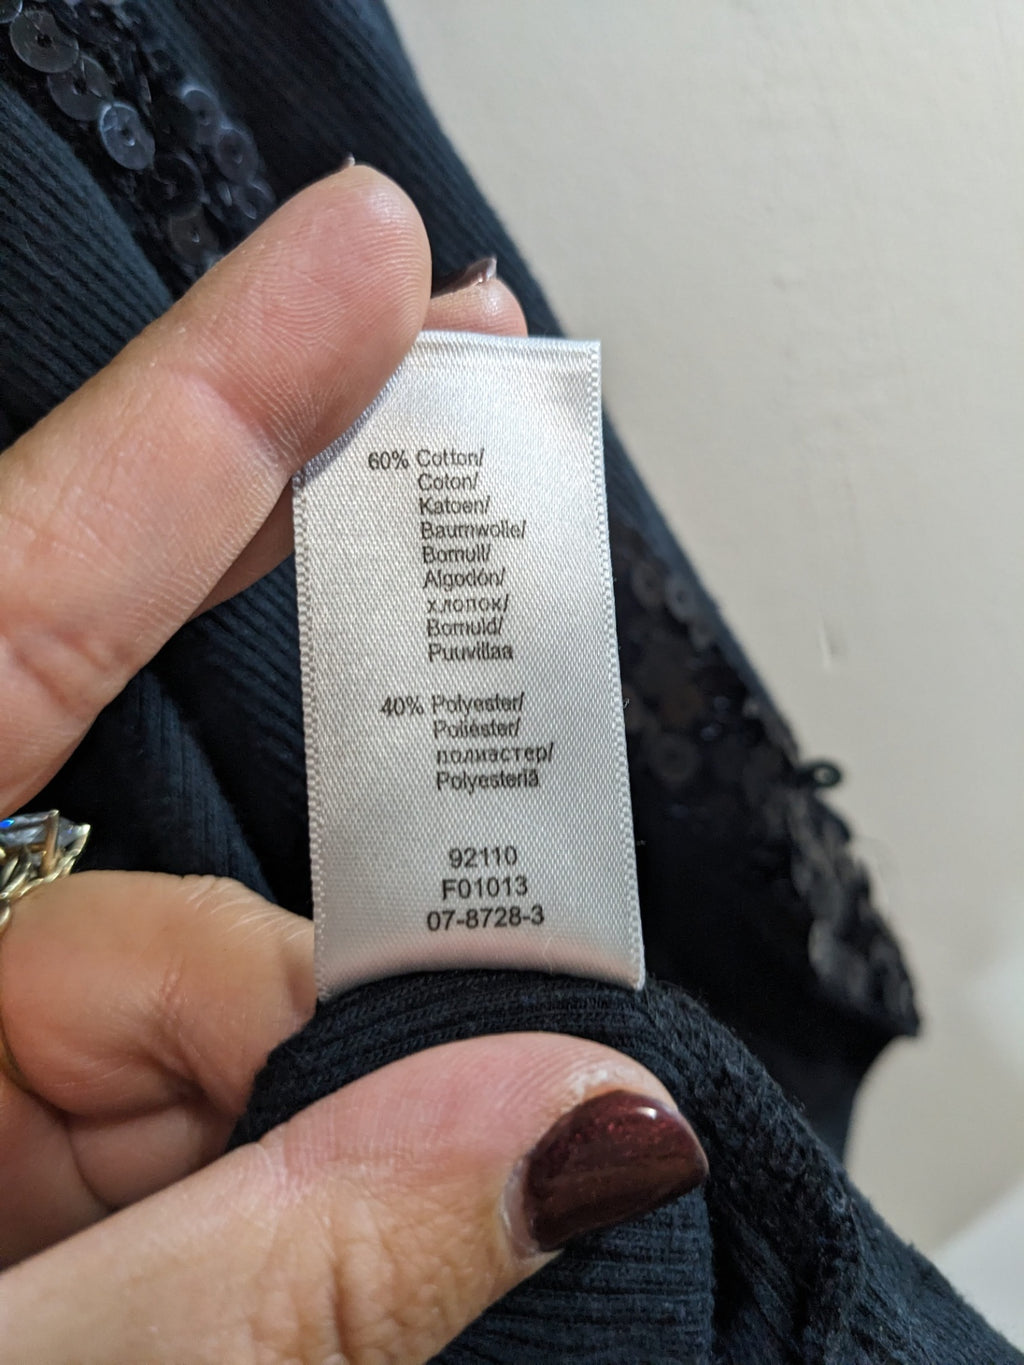 60% Cotton/
Coton/
Katoen/
Baumwolle/
Bomull/
Algodón/
хлопок/
Bomuld/
Puuvillaa
40% Polyester/
Poliéster/
полиэстер/
Polyesteriä
92110
F01013
07-8728-3